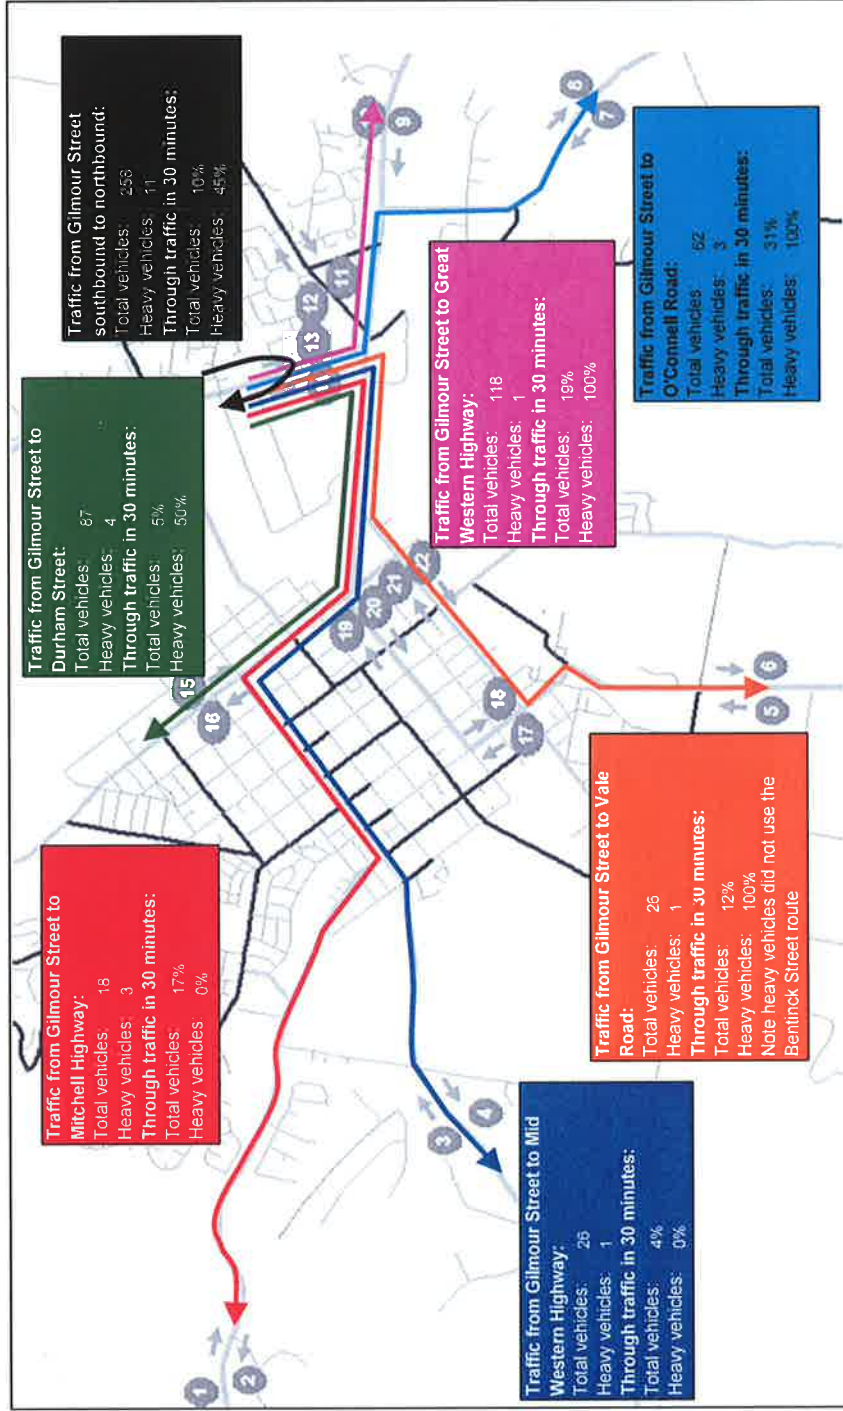 Traffic from Gilmour Street
southbound to northbound:
Total vehicles: 256
Heavy vehicles: 11
Through traffic in 30 minutes:
Total vehicles: 10%
Heavy vehicles: 45%
Traffic from Gilmour Street to
Durham Street:
Total vehicles: 87
Heavy vehicles: 4
Through traffic in 30 minutes:
Total vehicles: 5%
Heavy vehicles: 50%
Traffic from Gilmour Street to
Mitchell Highway:
Total vehicles: 18
Heavy vehicles: 3
Through traffic in 30 minutes:
Total vehicles: 17%
Heavy vehicles: 0%
Traffic from Gilmour Street to Great
Western Highway:
Total vehicles: 118
Heavy vehicles: 1
Through traffic in 30 minutes:
Total vehicles: 19%
Heavy vehicles: 100%
Traffic from Gilmour Street to
O'Connell Road:
Total vehicles: 62
Heavy vehicles: 3
Through traffic in 30 minutes:
Total vehicles: 31%
Heavy vehicles: 100%
Traffic from Gilmour Street to Vale
Road:
Total vehicles: 26
Heavy vehicles: 1
Through traffic in 30 minutes:
Total vehicles: 12%
Heavy vehicles: 100%
Note heavy vehicles did not use the
Bentinck Street route
Traffic from Gilmour Street to Mid
Western Highway:
Total vehicles: 26
Heavy vehicles: 1
Through traffic in 30 minutes:
Total vehicles: 4%
Heavy vehicles: 0%
1
2
3
4
5
6
7
8
9
11
12
13
15
16
17
18
19
20
21
22